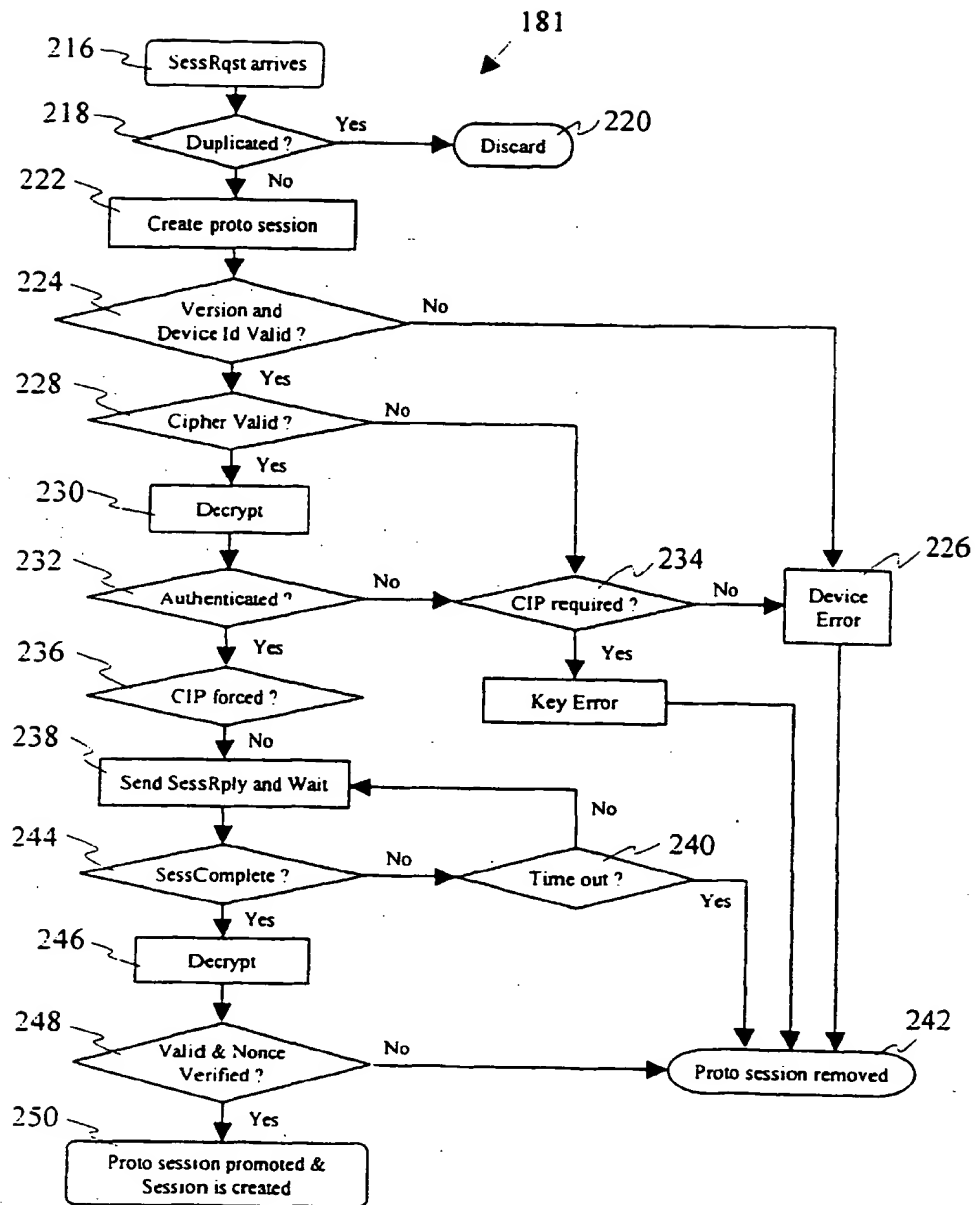 181
216
SessRqst arrives
218
Duplicated ?
Yes
Discard
220
No
222
Create proto session
224
Version and
Device Id Valid ?
No
Yes
228
Cipher Valid ?
No
Yes
230
Decrypt
232
Authenticated ?
No
234
CIP required ?
No
226
Device
Error
Yes
Yes
236
CIP forced ?
Key Error
No
238
Send SessRply and Wait
No
244
SessComplete ?
No
240
Time out ?
Yes
Yes
246
Decrypt
248
Valid & Nonce
Verified ?
No
242
Proto session removed
Yes
250
Proto session promoted &
Session is created